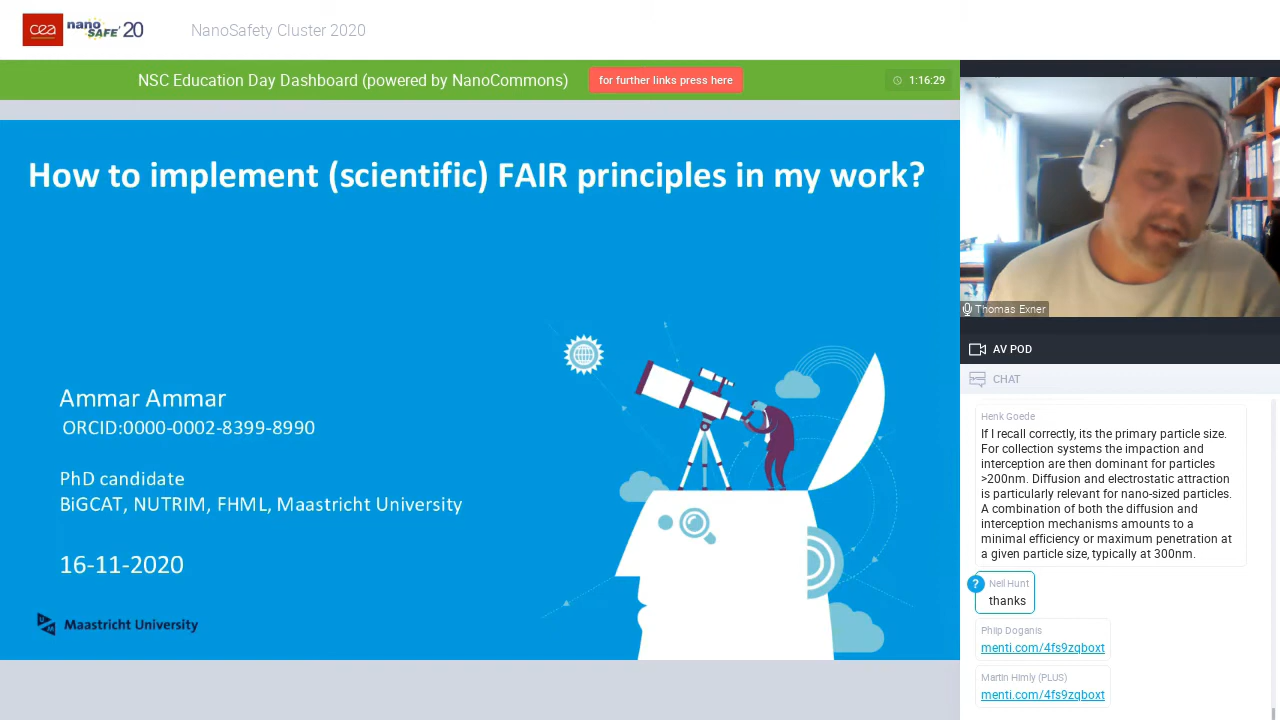 cea nano SAFE' 20
NanoSafety Cluster 2020
NSC Education Day Dashboard (powered by NanoCommons)
for further links press here
1:16:29
How to implement (scientific) FAIR principles in my work?
Ammar Ammar
ORCID:0000-0002-8399-8990
PhD candidate
BiGCAT, NUTRIM, FHML, Maastricht University
16-11-2020
Maastricht University
Thomas Exner
AV POD
CHAT
Henk Goede
If I recall correctly, its the primary particle size.
For collection systems the impaction and
interception are then dominant for particles
>200nm. Diffusion and electrostatic attraction
is particularly relevant for nano-sized particles.
A combination of both the diffusion and
interception mechanisms amounts to a
minimal efficiency or maximum penetration at
a given particle size, typically at 300nm.
?
Neil Hunt
thanks
Philp Doganis
menti.com/4fs9zqboxt
Martin Himly (PLUS)
menti.com/4fs9zqboxt